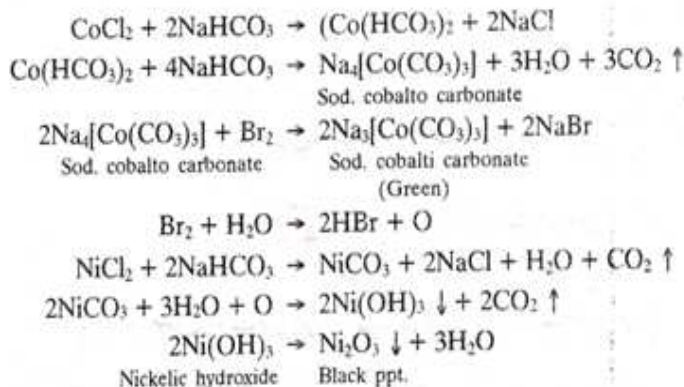 CoCl₂ + 2NaHCO₃ → (Co(HCO₃)₂ + 2NaCl
Co(HCO₃)₂ + 4NaHCO₃ → Na₄[Co(CO₃)₃] + 3H₂O + 3CO₂ ↑
Sod. cobalto carbonate
2Na₄[Co(CO₃)₃] + Br₂ → 2Na₃[Co(CO₃)₃] + 2NaBr
Sod. cobalto carbonate Sod. cobalti carbonate
(Green)
Br₂ + H₂O → 2HBr + O
NiCl₂ + 2NaHCO₃ → NiCO₃ + 2NaCl + H₂O + CO₂ ↑
2NiCO₃ + 3H₂O + O → 2Ni(OH)₃ ↓ + 2CO₂ ↑
2Ni(OH)₃ → Ni₂O₃ ↓ + 3H₂O
Nickelic hydroxide Black ppt.